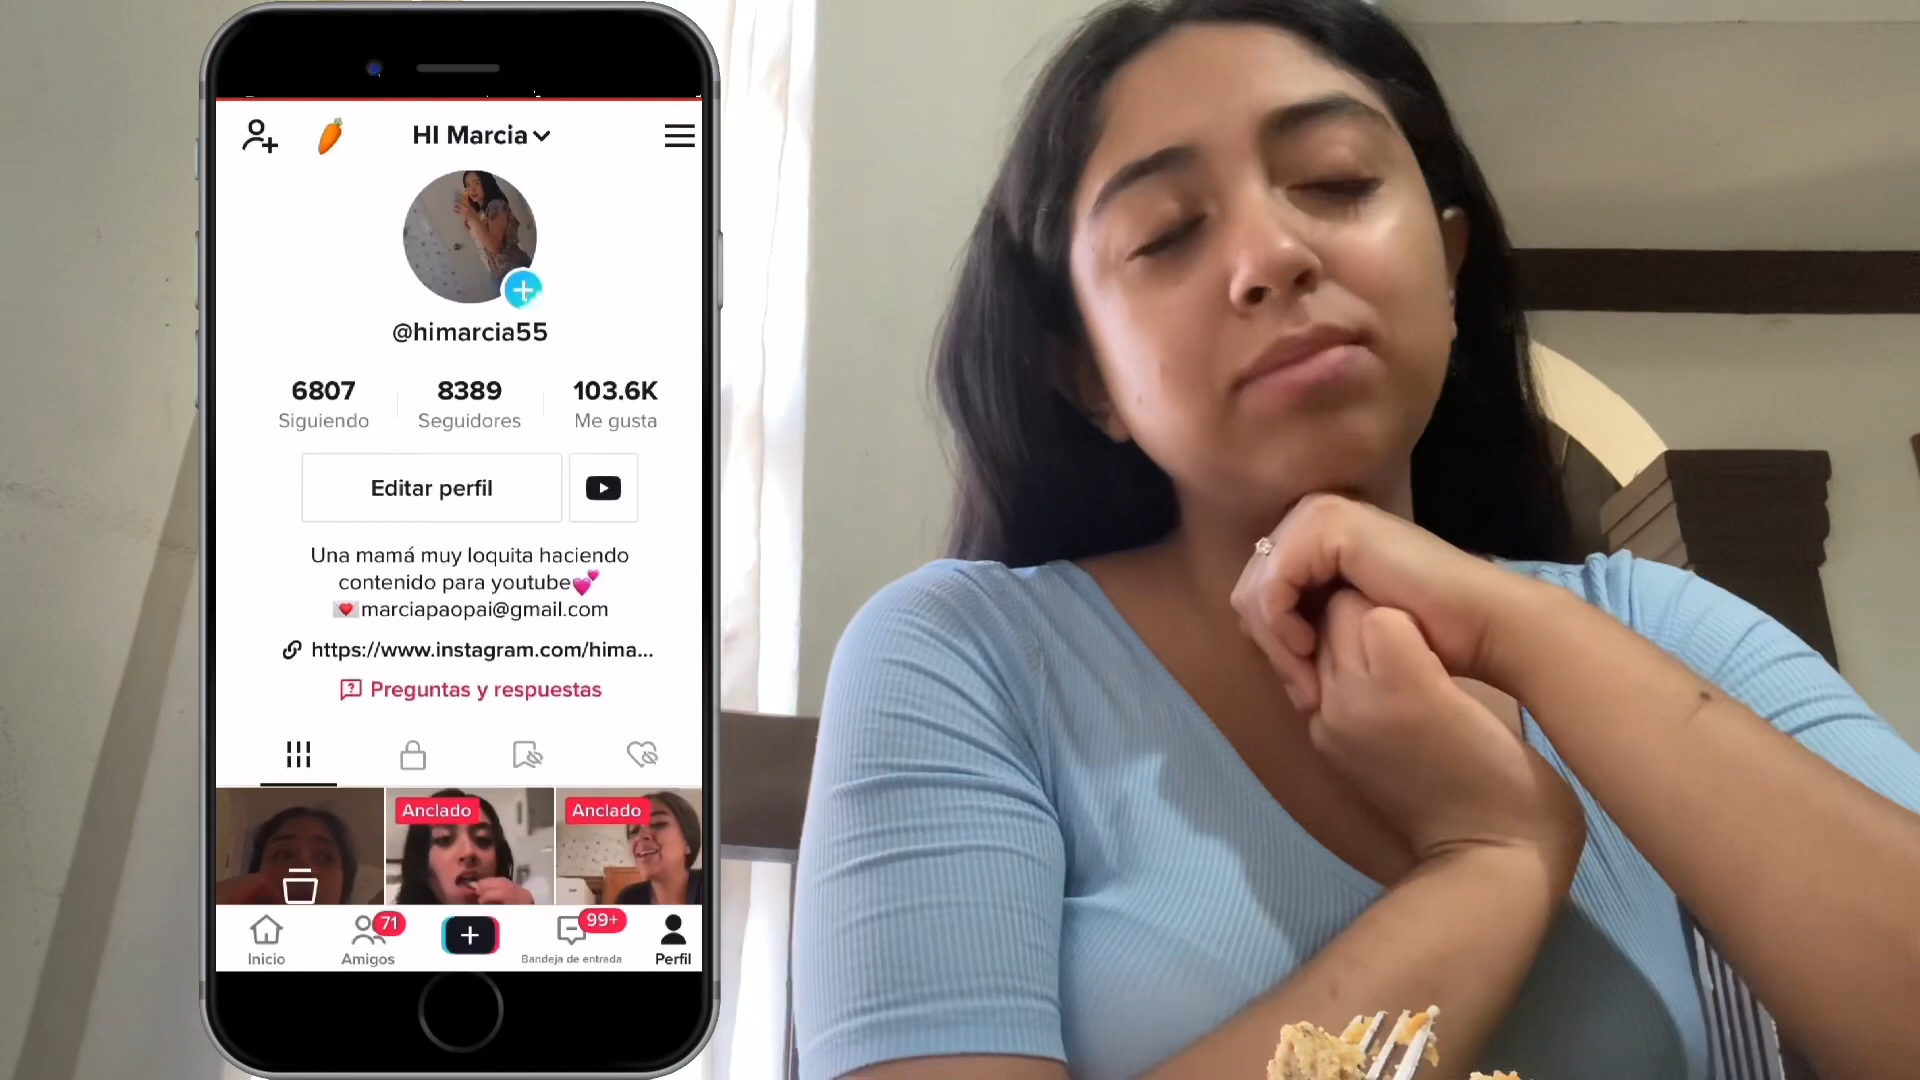 HI Marcia
@himarcia55
6807 8389 103.6K
Siguiendo Seguidores Me gusta
Editar perfil
Una mamá muy loquita haciendo
contenido para youtube💕
💌marciapaopai@gmail.com
https://www.instagram.com/hima...
Preguntas y respuestas
Anclado Anclado
71 99+
Inicio Amigos Bandeja de entrada Perfil